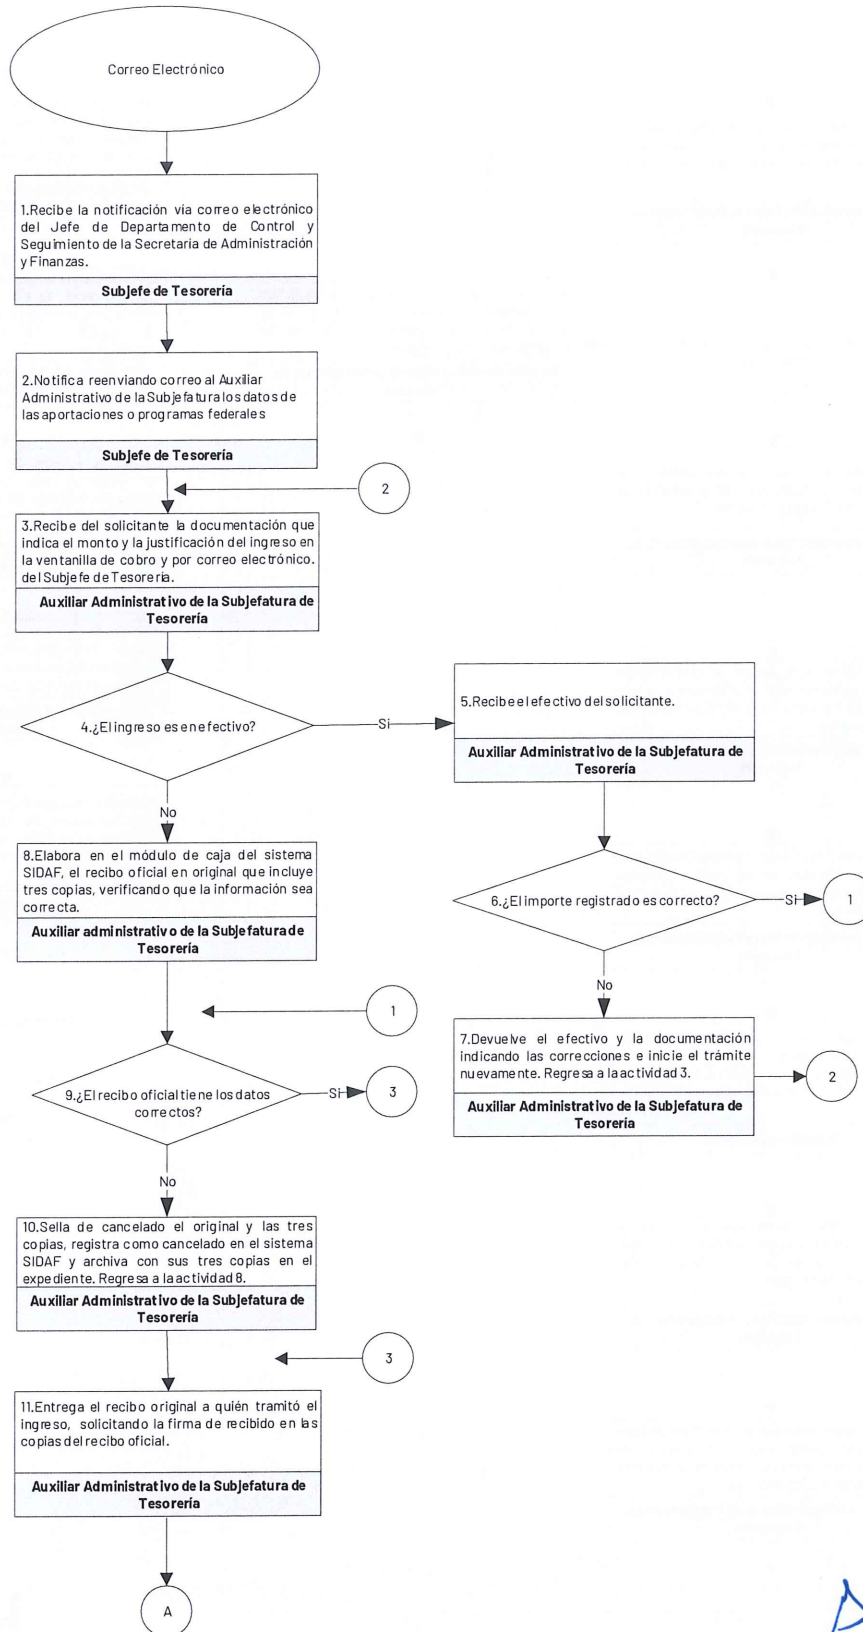 Correo Electrónico
1.Recibe la notificación vía correo electrónico
del Jefe de Departamento de Control y
Seguimiento de la Secretaría de Administración
y Finanzas.
Subjefe de Tesorería
2.Notifica reenviando correo al Auxiliar
Administrativo de la Subjefatura los datos de
las aportaciones o programas federales
Subjefe de Tesorería
2
3.Recibe del solicitante la documentación que
indica el monto y la justificación del ingreso en
la ventanilla de cobro y por correo electrónico.
del Subjefe de Tesorería.
Auxiliar Administrativo de la Subjefatura de
Tesorería
4.¿El ingreso es en efectivo?
Si
5.Recibe el efectivo del solicitante.
Auxiliar Administrativo de la Subjefatura de
Tesorería
No
8.Elabora en el módulo de caja del sistema
SIDAF, el recibo oficial en original que incluye
tres copias, verificando que la información sea
correcta.
Auxiliar administrativo de la Subjefatura de
Tesorería
6.¿El importe registrado es correcto?
Si
1
No
1
7.Devuelve el efectivo y la documentación
indicando las correcciones e inicie el trámite
nuevamente. Regresa a la actividad 3.
Auxiliar Administrativo de la Subjefatura de
Tesorería
2
9.¿El recibo oficial tiene los datos
correctos?
Si
3
No
10.Sella de cancelado el original y las tres
copias, registra como cancelado en el sistema
SIDAF y archiva con sus tres copias en el
expediente. Regresa a la actividad 8.
Auxiliar Administrativo de la Subjefatura de
Tesorería
3
11.Entrega el recibo original a quién tramitó el
ingreso, solicitando la firma de recibido en las
copias del recibo oficial.
Auxiliar Administrativo de la Subjefatura de
Tesorería
A